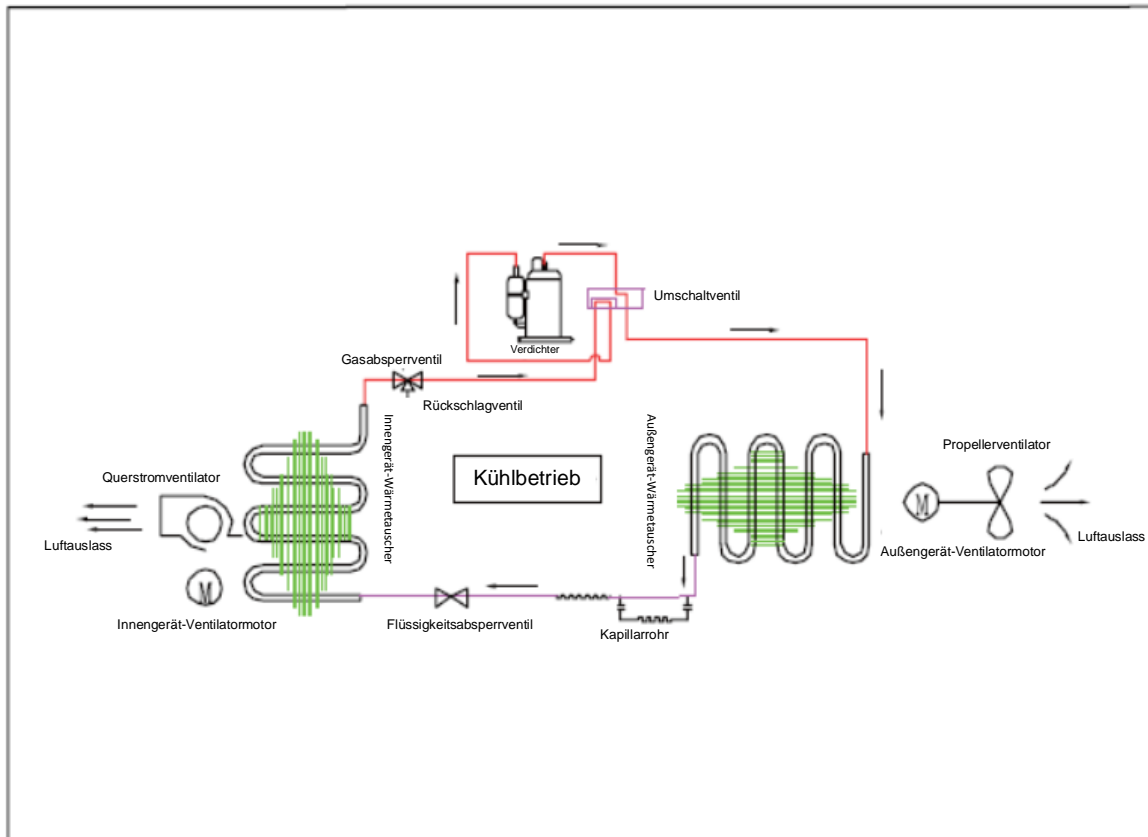 Umschaltventil
Verdichter
Gasabsperrventil
Rückschlagventil
Innengerät-Wärmetauscher
Außengerät-Wärmetauscher
Kühlbetrieb
Querstromventilator
Propellerventilator
M
Luftauslass
Luftauslass
Außengerät-Ventilatormotor
M
Innengerät-Ventilatormotor
Flüssigkeitsabsperrventil
Kapillarrohr